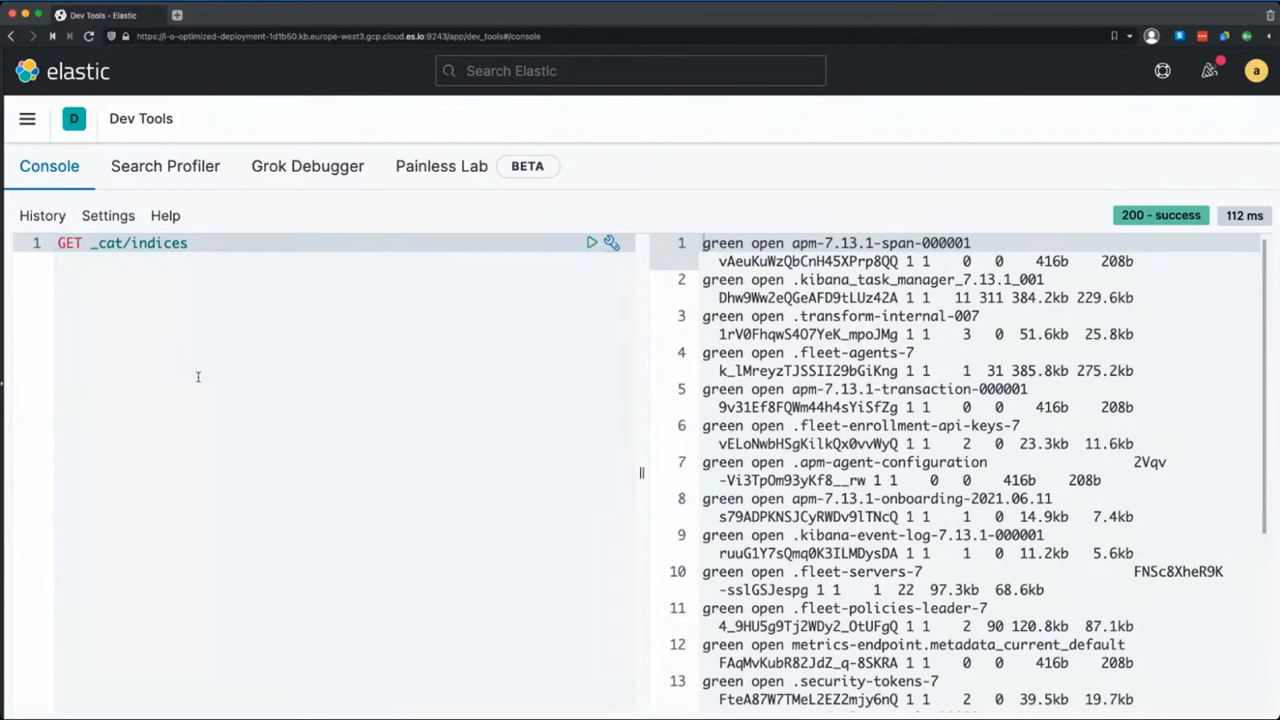 Dev Tools - Elastic
https://i-o-optimized-deployment-1d1b50.kb.europe-west3.gcp.cloud.es.io:9243/app/dev_tools#/console
elastic
Search Elastic
a
D
Dev Tools
Console
Search Profiler
Grok Debugger
Painless Lab
BETA
History
Settings
Help
200 - success
112 ms
1 GET _cat/indices
1 green open apm-7.13.1-span-000001
vAeuKuWzQbCnH45XPrp8QQ 1 1 0 0 416b 208b
2 green open .kibana_task_manager_7.13.1_001
Dhw9Ww2eQGeAFD9tLUz42A 1 1 11 311 384.2kb 229.6kb
3 green open .transform-internal-007
1rV0FhqwS4O7YeK_mpoJMg 1 1 3 0 51.6kb 25.8kb
4 green open .fleet-agents-7
k_lMreyzTJSSII29bGiKng 1 1 1 31 385.8kb 275.2kb
5 green open apm-7.13.1-transaction-000001
9v31Ef8FQWm44h4sYiSfZg 1 1 0 0 416b 208b
6 green open .fleet-enrollment-api-keys-7
vELoNwbHSgKilkQx0vvWyQ 1 1 2 0 23.3kb 11.6kb
7 green open .apm-agent-configuration 2Vqv
-Vi3TpOm93yKf8__rw 1 1 0 0 416b 208b
8 green open apm-7.13.1-onboarding-2021.06.11
s79ADPKNSJCyRWDv9lTNcQ 1 1 1 0 14.9kb 7.4kb
9 green open .kibana-event-log-7.13.1-000001
ruuG1Y7sQmq0K3ILMDysDA 1 1 1 0 11.2kb 5.6kb
10 green open .fleet-servers-7 FNSc8XheR9K
-sslGSJespg 1 1 1 22 97.3kb 68.6kb
11 green open .fleet-policies-leader-7
4_9HU5g9Tj2WDy2_OtUFgQ 1 1 2 90 120.8kb 87.1kb
12 green open metrics-endpoint.metadata_current_default
FAqMvKubR82JdZ_q-8SKRA 1 1 0 0 416b 208b
13 green open .security-tokens-7
FteA87W7TMeL2EZ2mjy6nQ 1 1 2 0 39.5kb 19.7kb